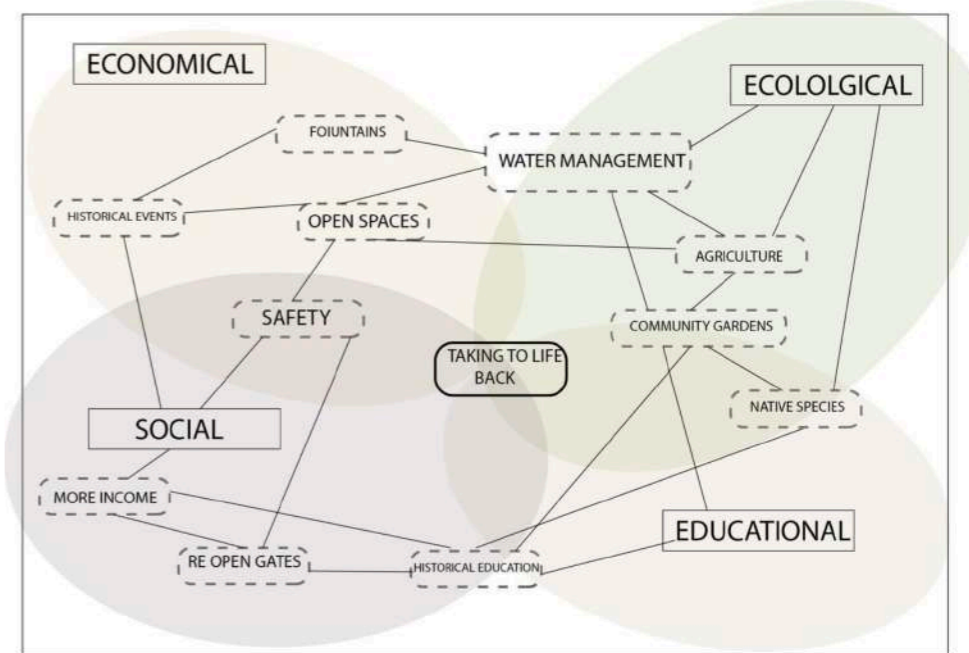 ECONOMICAL
ECOLOLGICAL
FOIUNTAINS
WATER MANAGEMENT
HISTORICAL EVENTS
OPEN SPACES
AGRICULTURE
SAFETY
COMMUNITY GARDENS
TAKING TO LIFE
BACK
NATIVE SPECIES
SOCIAL
MORE INCOME
EDUCATIONAL
RE OPEN GATES
HISTORICAL EDUCATION